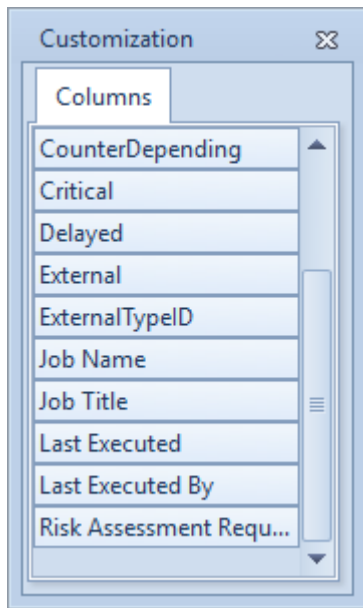 Customization
Columns
CounterDepending
Critical
Delayed
External
ExternalTypeID
Job Name
Job Title
Last Executed
Last Executed By
Risk Assessment Requ...